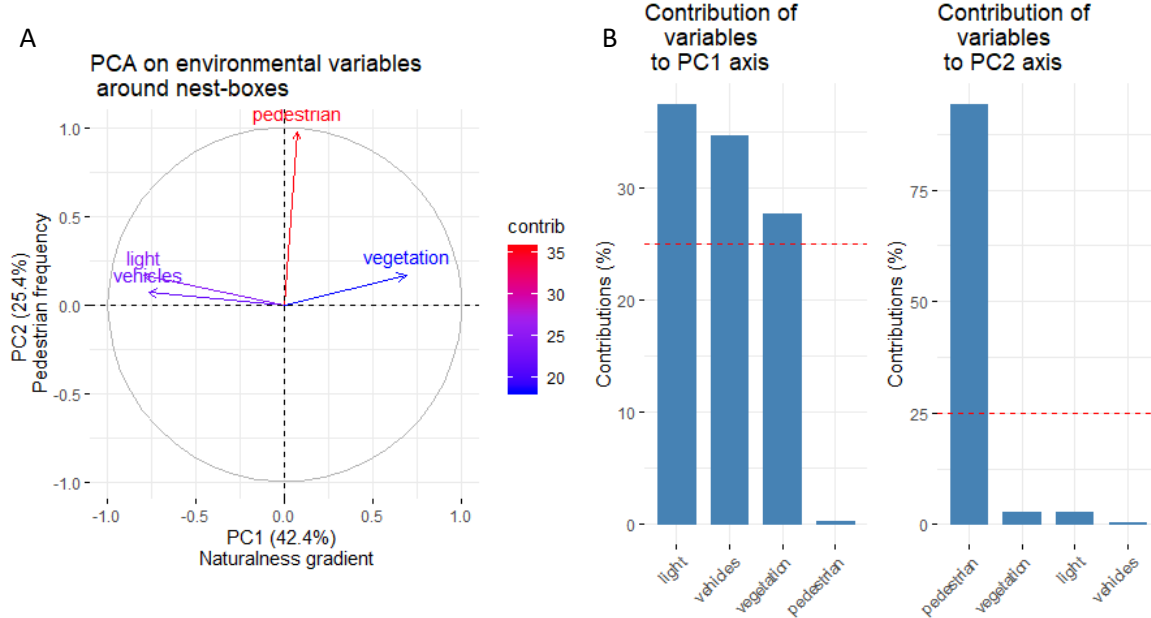 A
PCA on environmental variables
around nest-boxes
PC2 (25.4%)
Pedestrian frequency
1.0
0.5
0.0
-0.5
-1.0
pedestrian
light
vehicles
vegetation
-1.0
-0.5
0.0
0.5
1.0
PC1 (42.4%)
Naturalness gradient
contrib
35
30
25
20
B
Contribution of
variables
to PC1 axis
Contributions (%)
30
20
10
0
light
vehicles
vegetation
pedestrian
Contribution of
variables
to PC2 axis
Contributions (%)
75
50
25
0
pedestrian
vegetation
light
vehicles